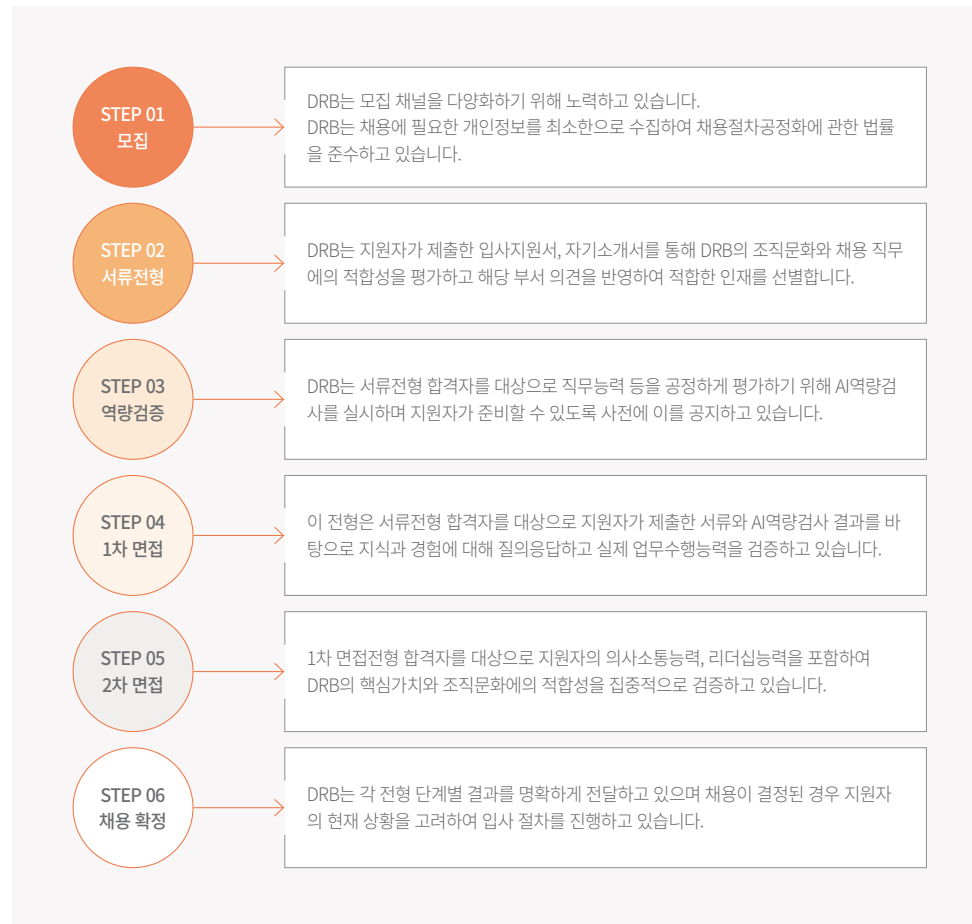 STEP 01
모집
DRB는 모집 채널을 다양화하기 위해 노력하고 있습니다.
DRB는 채용에 필요한 개인정보를 최소한으로 수집하여 채용절차공정화에 관한 법률
을 준수하고 있습니다.
STEP 02
서류전형
DRB는 지원자가 제출한 입사지원서, 자기소개서를 통해 DRB의 조직문화와 채용 직무
에의 적합성을 평가하고 해당 부서 의견을 반영하여 적합한 인재를 선별합니다.
STEP 03
역량검증
DRB는 서류전형 합격자를 대상으로 직무능력 등을 공정하게 평가하기 위해 AI역량검
사를 실시하며 지원자가 준비할 수 있도록 사전에 이를 공지하고 있습니다.
STEP 04
1차 면접
이 전형은 서류전형 합격자를 대상으로 지원자가 제출한 서류와 AI역량검사 결과를 바
탕으로 지식과 경험에 대해 질의응답하고 실제 업무수행능력을 검증하고 있습니다.
STEP 05
2차 면접
1차 면접전형 합격자를 대상으로 지원자의 의사소통능력, 리더십능력을 포함하여
DRB의 핵심가치와 조직문화에의 적합성을 집중적으로 검증하고 있습니다.
STEP 06
채용 확정
DRB는 각 전형 단계별 결과를 명확하게 전달하고 있으며 채용이 결정된 경우 지원자
의 현재 상황을 고려하여 입사 절차를 진행하고 있습니다.